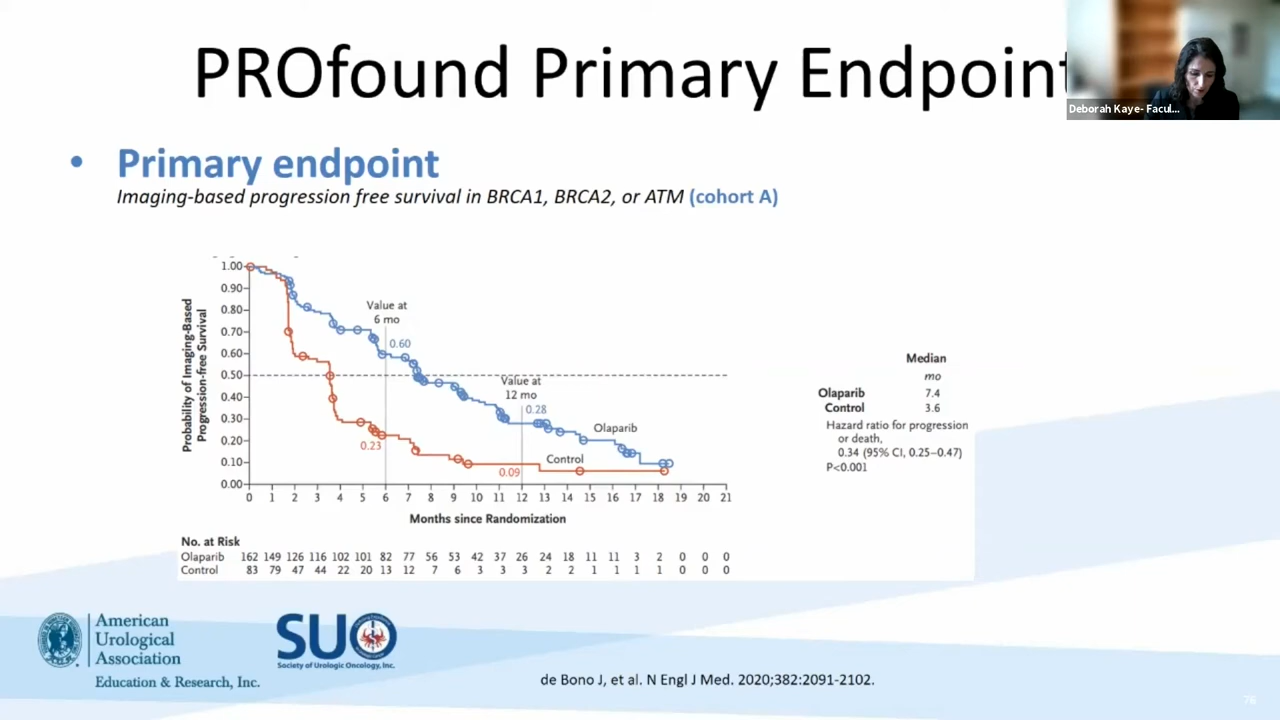 PROfound Primary Endpoint
Deborah Kaye- Facul...
• Primary endpoint
Imaging-based progression free survival in BRCA1, BRCA2, or ATM (cohort A)
Probability of Imaging-Based
Progression-free Survival
1.00
0.90
0.80
0.70
0.60
0.50
0.40
0.30
0.20
0.10
0.00
Value at
6 mo
0.60
0.23
Value at
12 mo
0.28
0.09
Olaparib
Control
0 1 2 3 4 5 6 7 8 9 10 11 12 13 14 15 16 17 18 19 20 21
Months since Randomization
Median
mo
Olaparib 7.4
Control 3.6
Hazard ratio for progression
or death,
0.34 (95% CI, 0.25–0.47)
P<0.001
No. at Risk
Olaparib 162 149 126 116 102 101 82 77 56 53 42 37 26 24 18 11 11 3 2 0 0 0
Control 83 79 47 44 22 20 13 12 7 6 3 3 3 2 2 1 1 1 1 0 0 0
American
Urological
Association
Education & Research, Inc.
SUO
Society of Urologic Oncology, Inc.
de Bono J, et al. N Engl J Med. 2020;382:2091-2102.
76